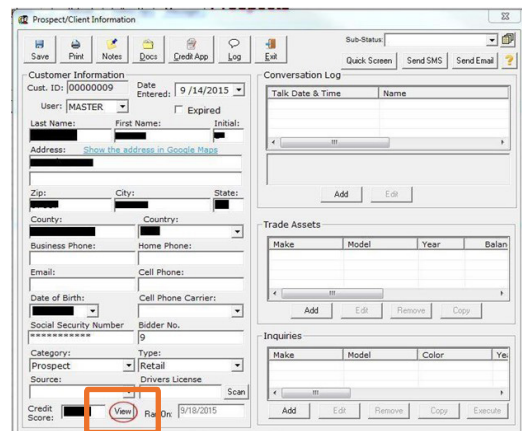 Prospect/Client Information
Save Print Notes Docs Credit App Log Exit
Sub-Status:
Quick Screen Send SMS Send Email ?
Customer Information
Cust. ID: 00000009 Date Entered: 9 /14/2015
User: MASTER Expired
Last Name: First Name: Initial:
Address: Show the address in Google Maps
Zip: City: State:
County: Country:
Business Phone: Home Phone:
Email: Cell Phone:
Date of Birth: Cell Phone Carrier:
Social Security Number Bidder No.
*********** 9
Category: Type:
Prospect Retail
Source: Drivers License
Scan
Credit Score: View On: 9/18/2015
Conversation Log
Talk Date & Time Name
Add Edit
Trade Assets
Make Model Year Balan
Add Edit Remove Copy
Inquiries
Make Model Color Yea
Add Edit Remove Copy Execute